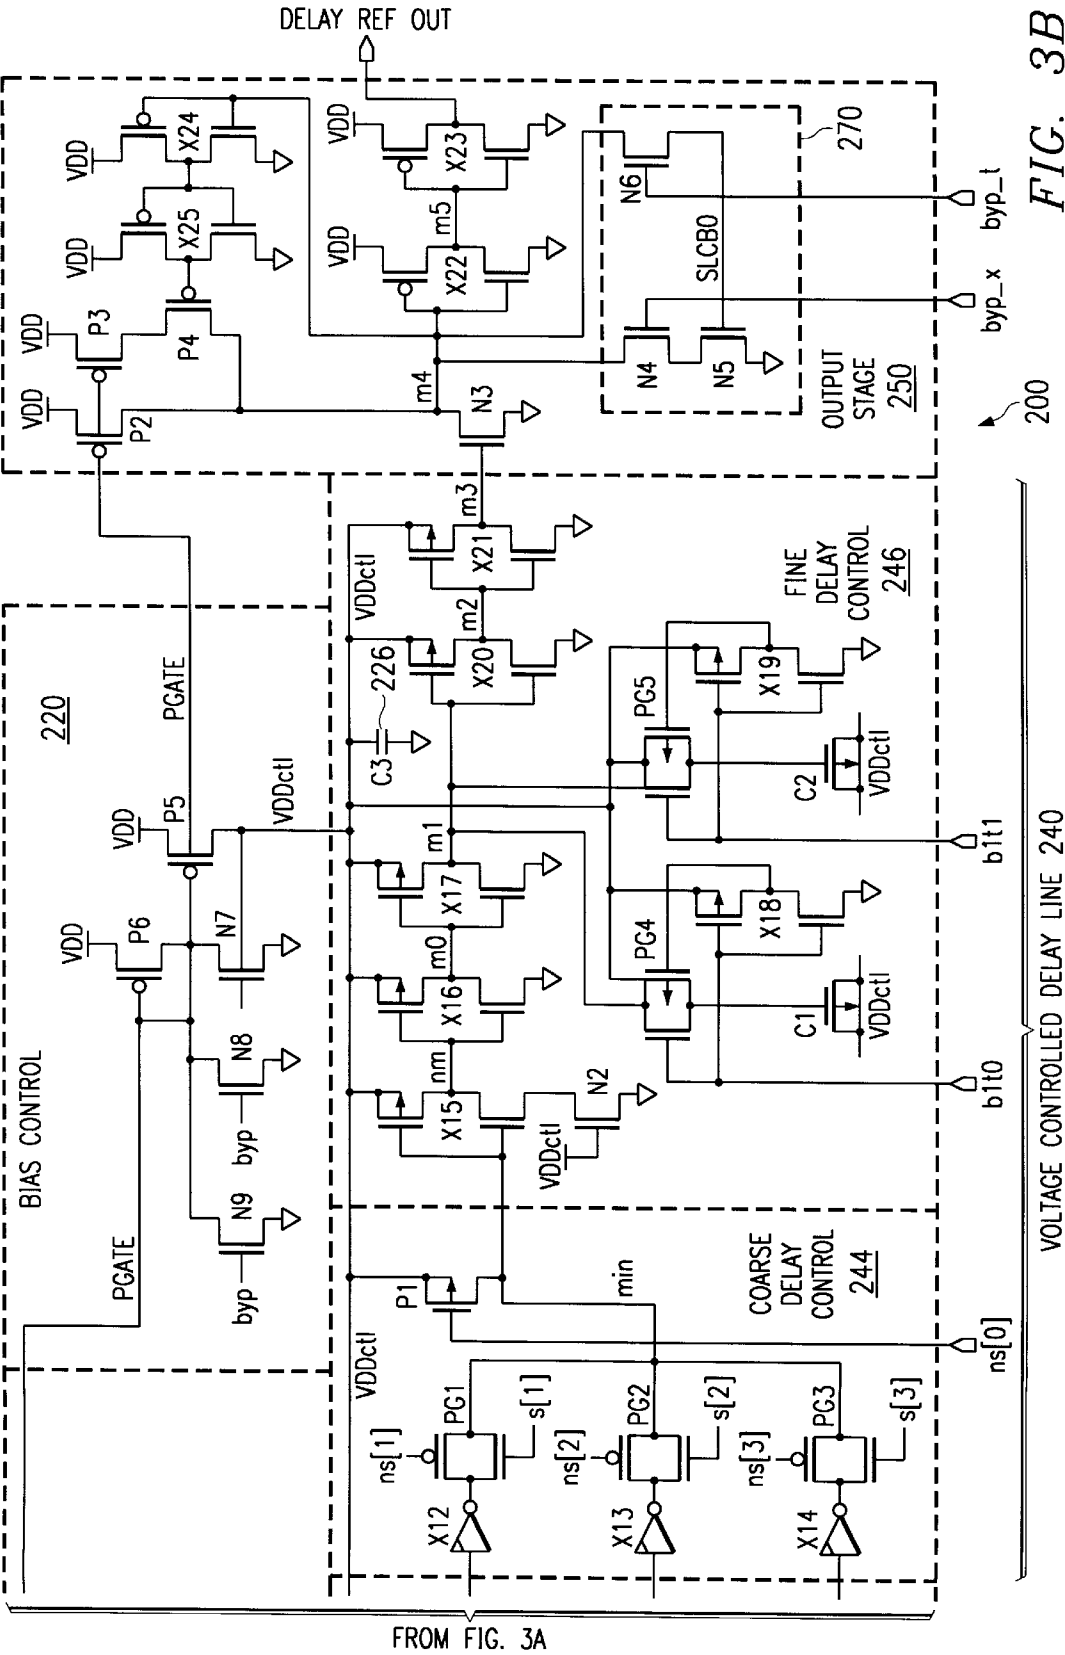 DELAY REF OUT
FIG. 3B
VDD
VDD
VDD
VDD
VDD
VDD
X24
X25
X23
X22
m5
P3
P4
P2
m4
N3
N6
SLCB0
N4
N5
270
byp_t
byp_x
OUTPUT
STAGE
250
200
220
PGATE
VDD
P5
VDDctl
VDD
P6
N7
N8
byp
N9
byp
PGATE
BIAS CONTROL
m3
X21
VDDctl
m2
X20
226
C3
m1
X17
m0
X16
nm
X15
N2
VDDctl
FINE
DELAY
CONTROL
246
X19
PG5
C2
VDDctl
b1t1
X18
PG4
C1
VDDctl
b1t0
P1
VDDctl
min
COARSE
DELAY
CONTROL
244
ns[0]
ns[1]
PG1
s[1]
X12
ns[2]
PG2
s[2]
X13
ns[3]
PG3
s[3]
X14
VOLTAGE CONTROLLED DELAY LINE 240
FROM FIG. 3A